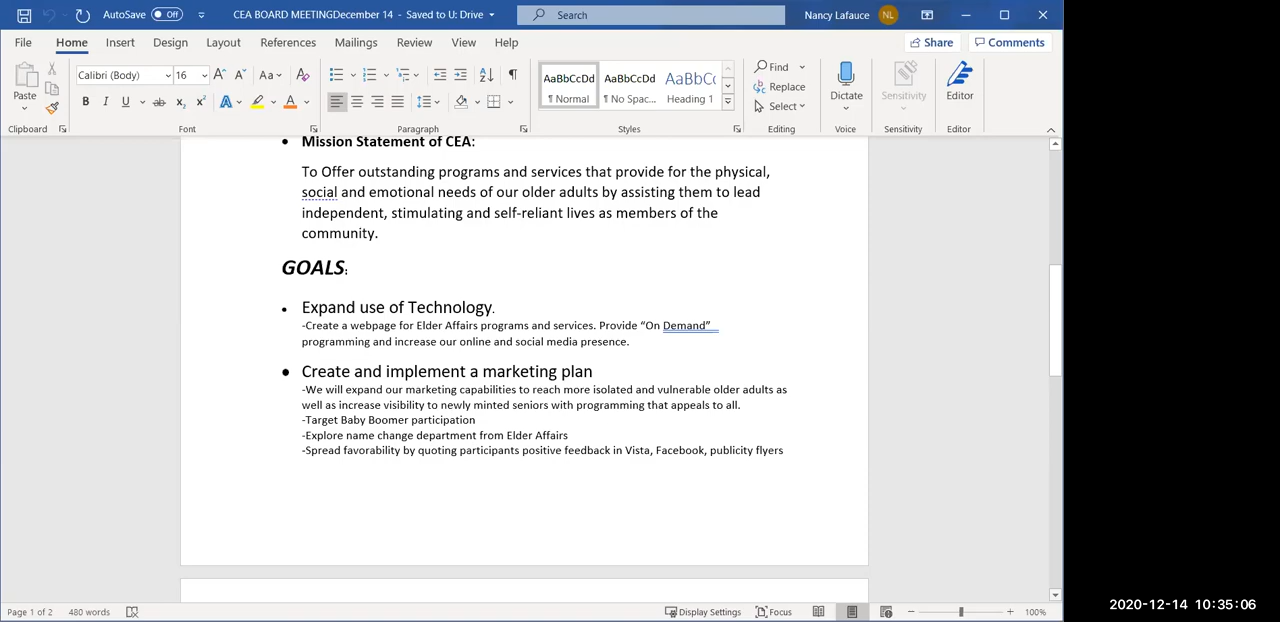 AutoSave Off CEA BOARD MEETINGDecember 14 - Saved to U: Drive Search Nancy Lafauce NL
File Home Insert Design Layout References Mailings Review View Help Share Comments
Paste Calibri (Body) 16 A A Aa A AaBbCcDd AaBbCcDd AaBbC Find Dictate Sensitivity Editor
B I U ab x₂ x² A A ¶ Normal ¶ No Spac... Heading 1 Replace
Select
Clipboard Font Paragraph Styles Editing Voice Sensitivity Editor
• Mission Statement of CEA:
To Offer outstanding programs and services that provide for the physical,
social and emotional needs of our older adults by assisting them to lead
independent, stimulating and self-reliant lives as members of the
community.
GOALS:
• Expand use of Technology.
-Create a webpage for Elder Affairs programs and services. Provide “On Demand”
programming and increase our online and social media presence.
• Create and implement a marketing plan
-We will expand our marketing capabilities to reach more isolated and vulnerable older adults as
well as increase visibility to newly minted seniors with programming that appeals to all.
-Target Baby Boomer participation
-Explore name change department from Elder Affairs
-Spread favorability by quoting participants positive feedback in Vista, Facebook, publicity flyers
Page 1 of 2 480 words Display Settings Focus 100%
2020-12-14 10:35:06